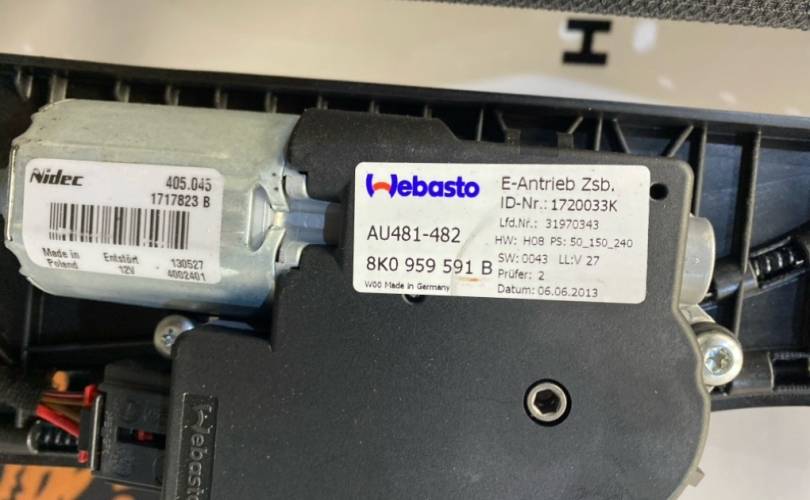 H
Nidec
405.045
1717823 B
Made in Poland
Entstört 12V
130527
4002401
Webasto
AU481-482
8K0 959 591 B
W00 Made in Germany
E-Antrieb Zsb.
ID-Nr.: 1720033K
Lfd.Nr.: 31970343
HW: H08 PS: 50_150_240
SW: 0043 LL:V 27
Prüfer: 2
Datum: 06.06.2013
Webasto